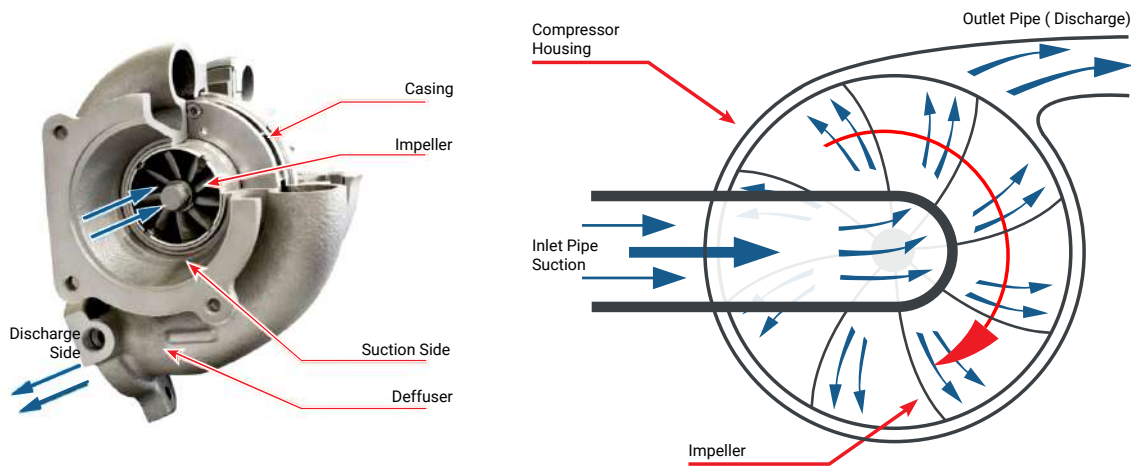 Casing
Impeller
Discharge
Side
Suction Side
Deffuser
Outlet Pipe ( Discharge)
Compressor
Housing
Inlet Pipe
Suction
Impeller